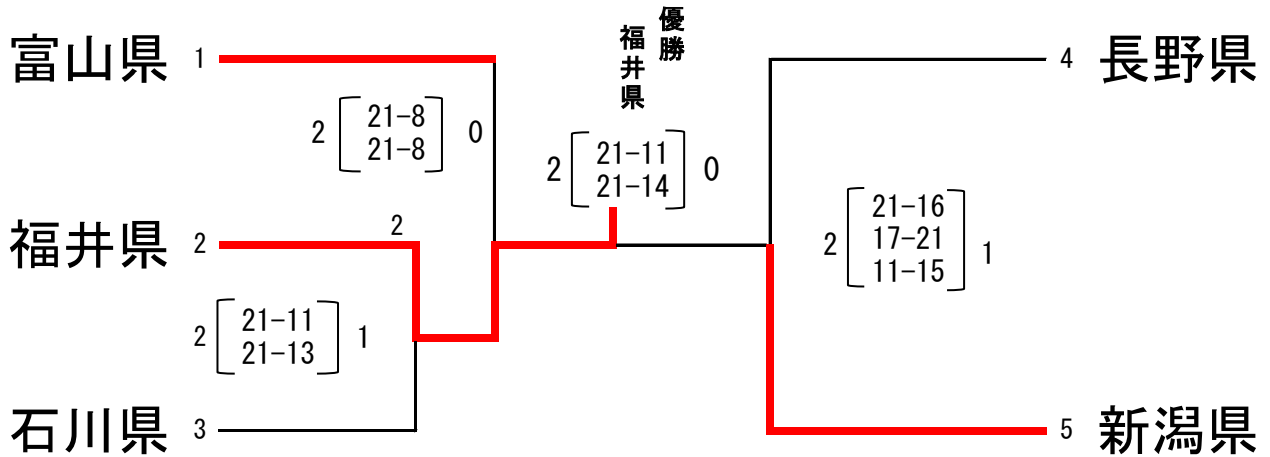 優勝
福井県
富山県 1
4 長野県
2 21-8 0
21-8
2 21-11 0
21-14
福井県 2
2
2 21-16 1
17-21
11-15
2 21-11 1
21-13
石川県 3
5 新潟県